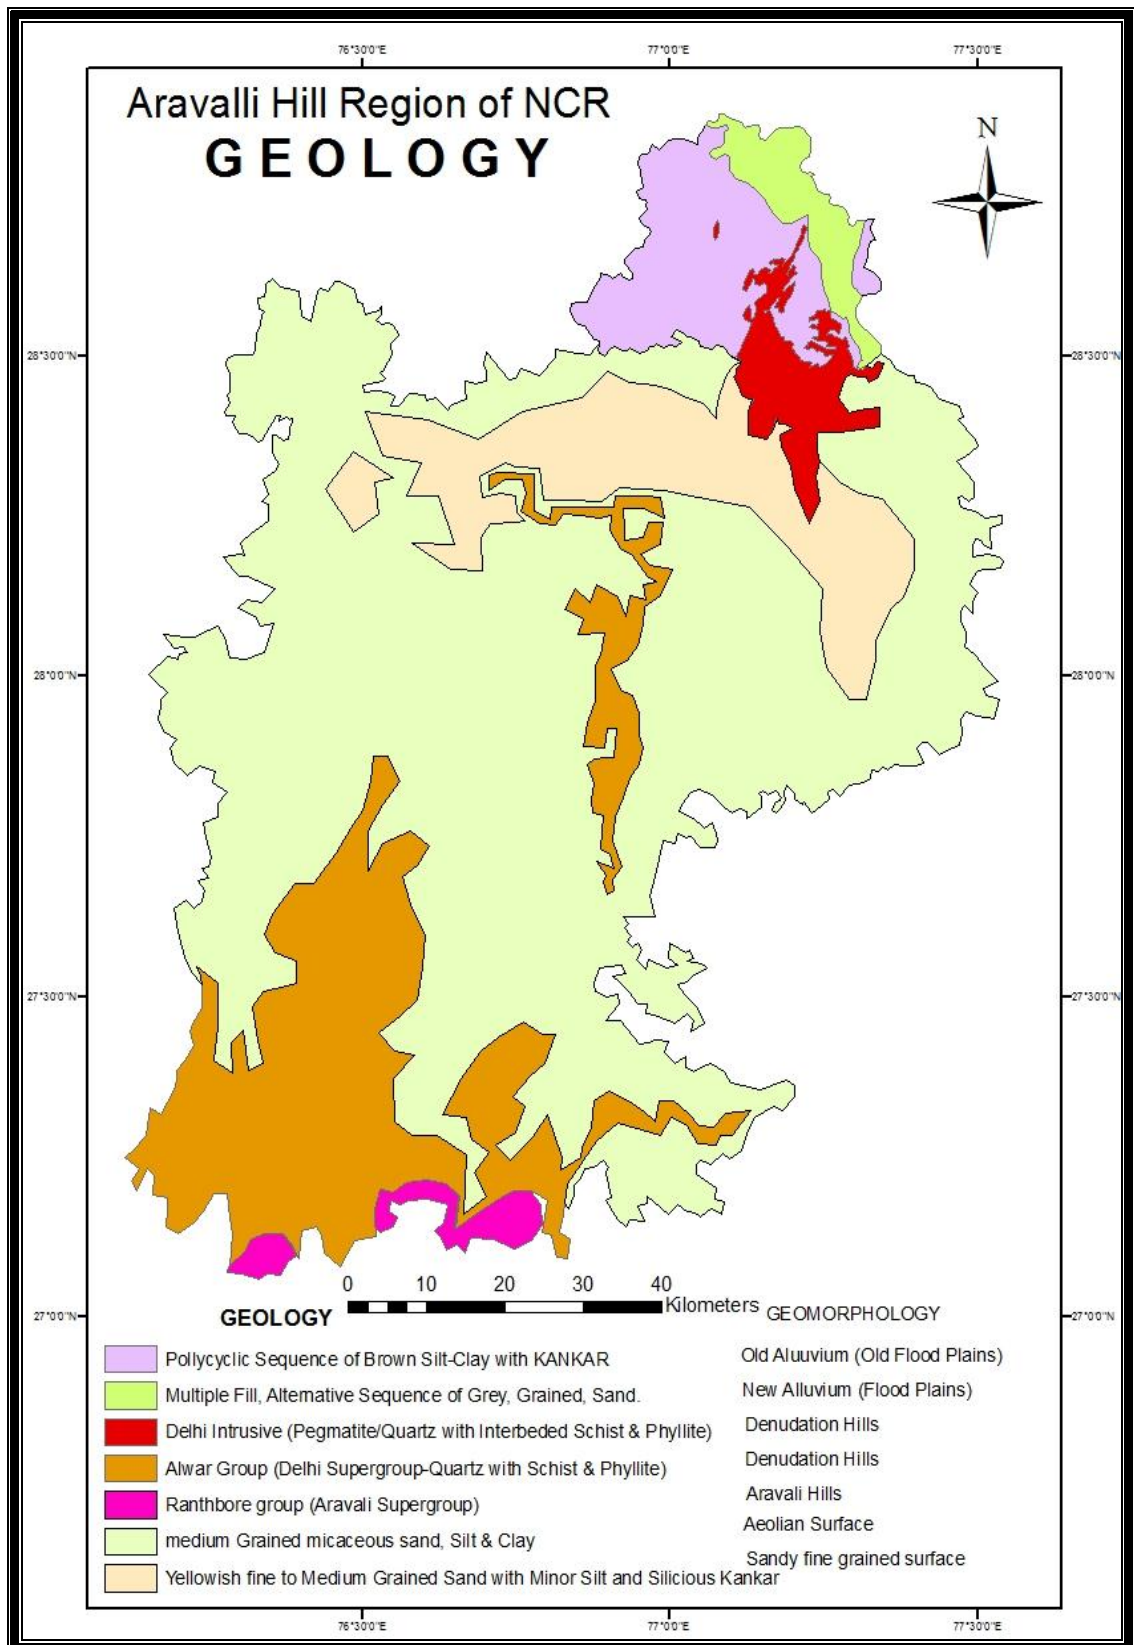 76°30'0"E 77°0'0"E 77°30'0"E
Aravalli Hill Region of NCR
GEOLOGY
N
28°30'0"N 28°30'0"N
28°0'0"N 28°0'0"N
27°30'0"N 27°30'0"N
0 10 20 30 40
Kilometers
27°0'0"N 27°0'0"N
GEOLOGY GEOMORPHOLOGY
Pollycyclic Sequence of Brown Silt-Clay with KANKAR Old Aluuvium (Old Flood Plains)
Multiple Fill, Alternative Sequence of Grey, Grained, Sand. New Alluvium (Flood Plains)
Delhi Intrusive (Pegmatite/Quartz with Interbeded Schist & Phyllite) Denudation Hills
Alwar Group (Delhi Supergroup-Quartz with Schist & Phyllite) Denudation Hills
Ranthbore group (Aravali Supergroup) Aravali Hills
medium Grained micaceous sand, Silt & Clay Aeolian Surface
Yellowish fine to Medium Grained Sand with Minor Silt and Silicious Kankar Sandy fine grained surface
76°30'0"E 77°0'0"E 77°30'0"E